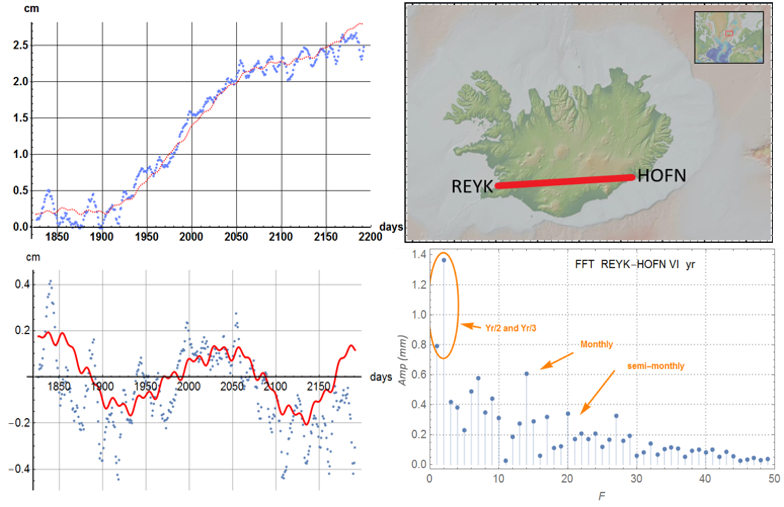 cm
2.5
2.0
1.5
1.0
0.5
0.0
1850 1900 1950 2000 2050 2100 2150 2200
days
REYK
HOFN
cm
0.4
0.2
-0.2
-0.4
1850 1900 1950 2000 2050 2100 2150
days
FFT REYK-HOFN VI yr
1.4
1.2
1.0
0.8
0.6
0.4
0.2
0.0
Amp (mm)
Yr/2 and Yr/3
Monthly
semi-monthly
0 10 20 30 40 50
F